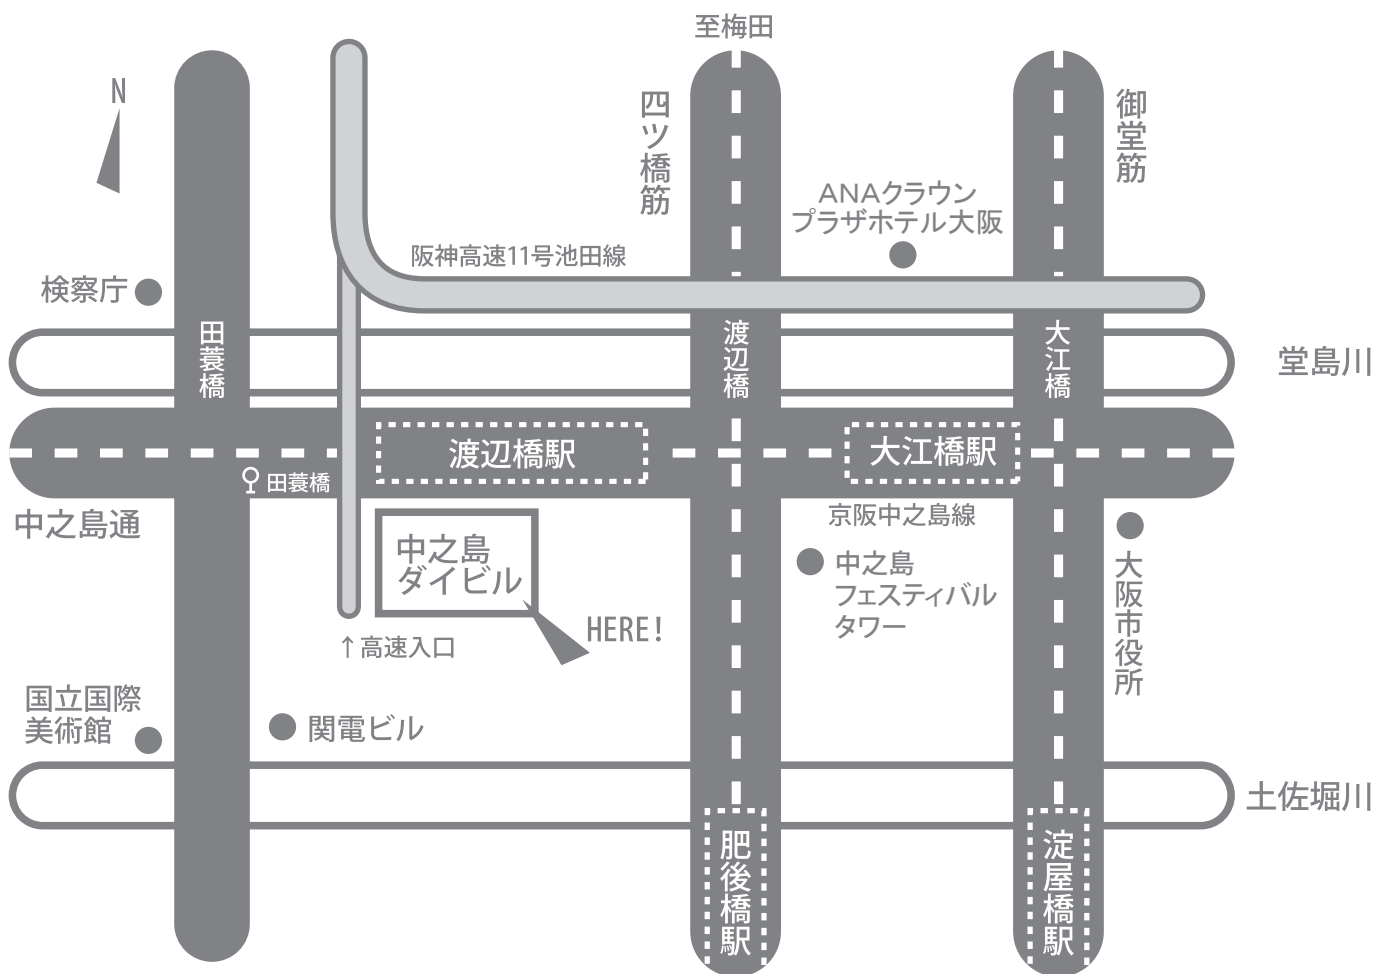 至梅田
N
四ツ橋筋
御堂筋
ANAクラウン
プラザホテル大阪
阪神高速11号池田線
検察庁
田蓑橋
渡辺橋
大江橋
堂島川
渡辺橋駅
大江橋駅
田蓑橋
中之島通
京阪中之島線
中之島
ダイビル
中之島
フェスティバル
タワー
大阪市役所
HERE!
↑高速入口
国立国際
美術館
関電ビル
土佐堀川
肥後橋駅
淀屋橋駅